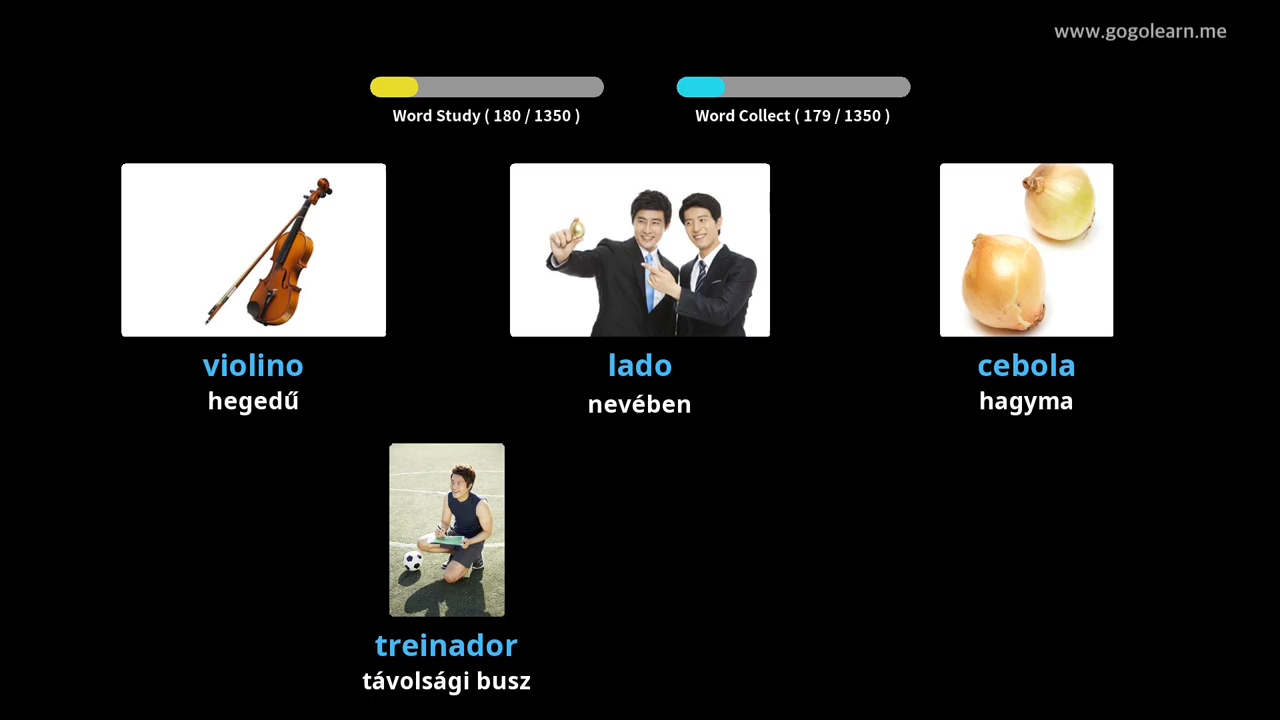 www.gogolearn.me
Word Study ( 180 / 1350 )
Word Collect ( 179 / 1350 )
violino
hegedű
lado
nevében
cebola
hagyma
treinador
távolsági busz